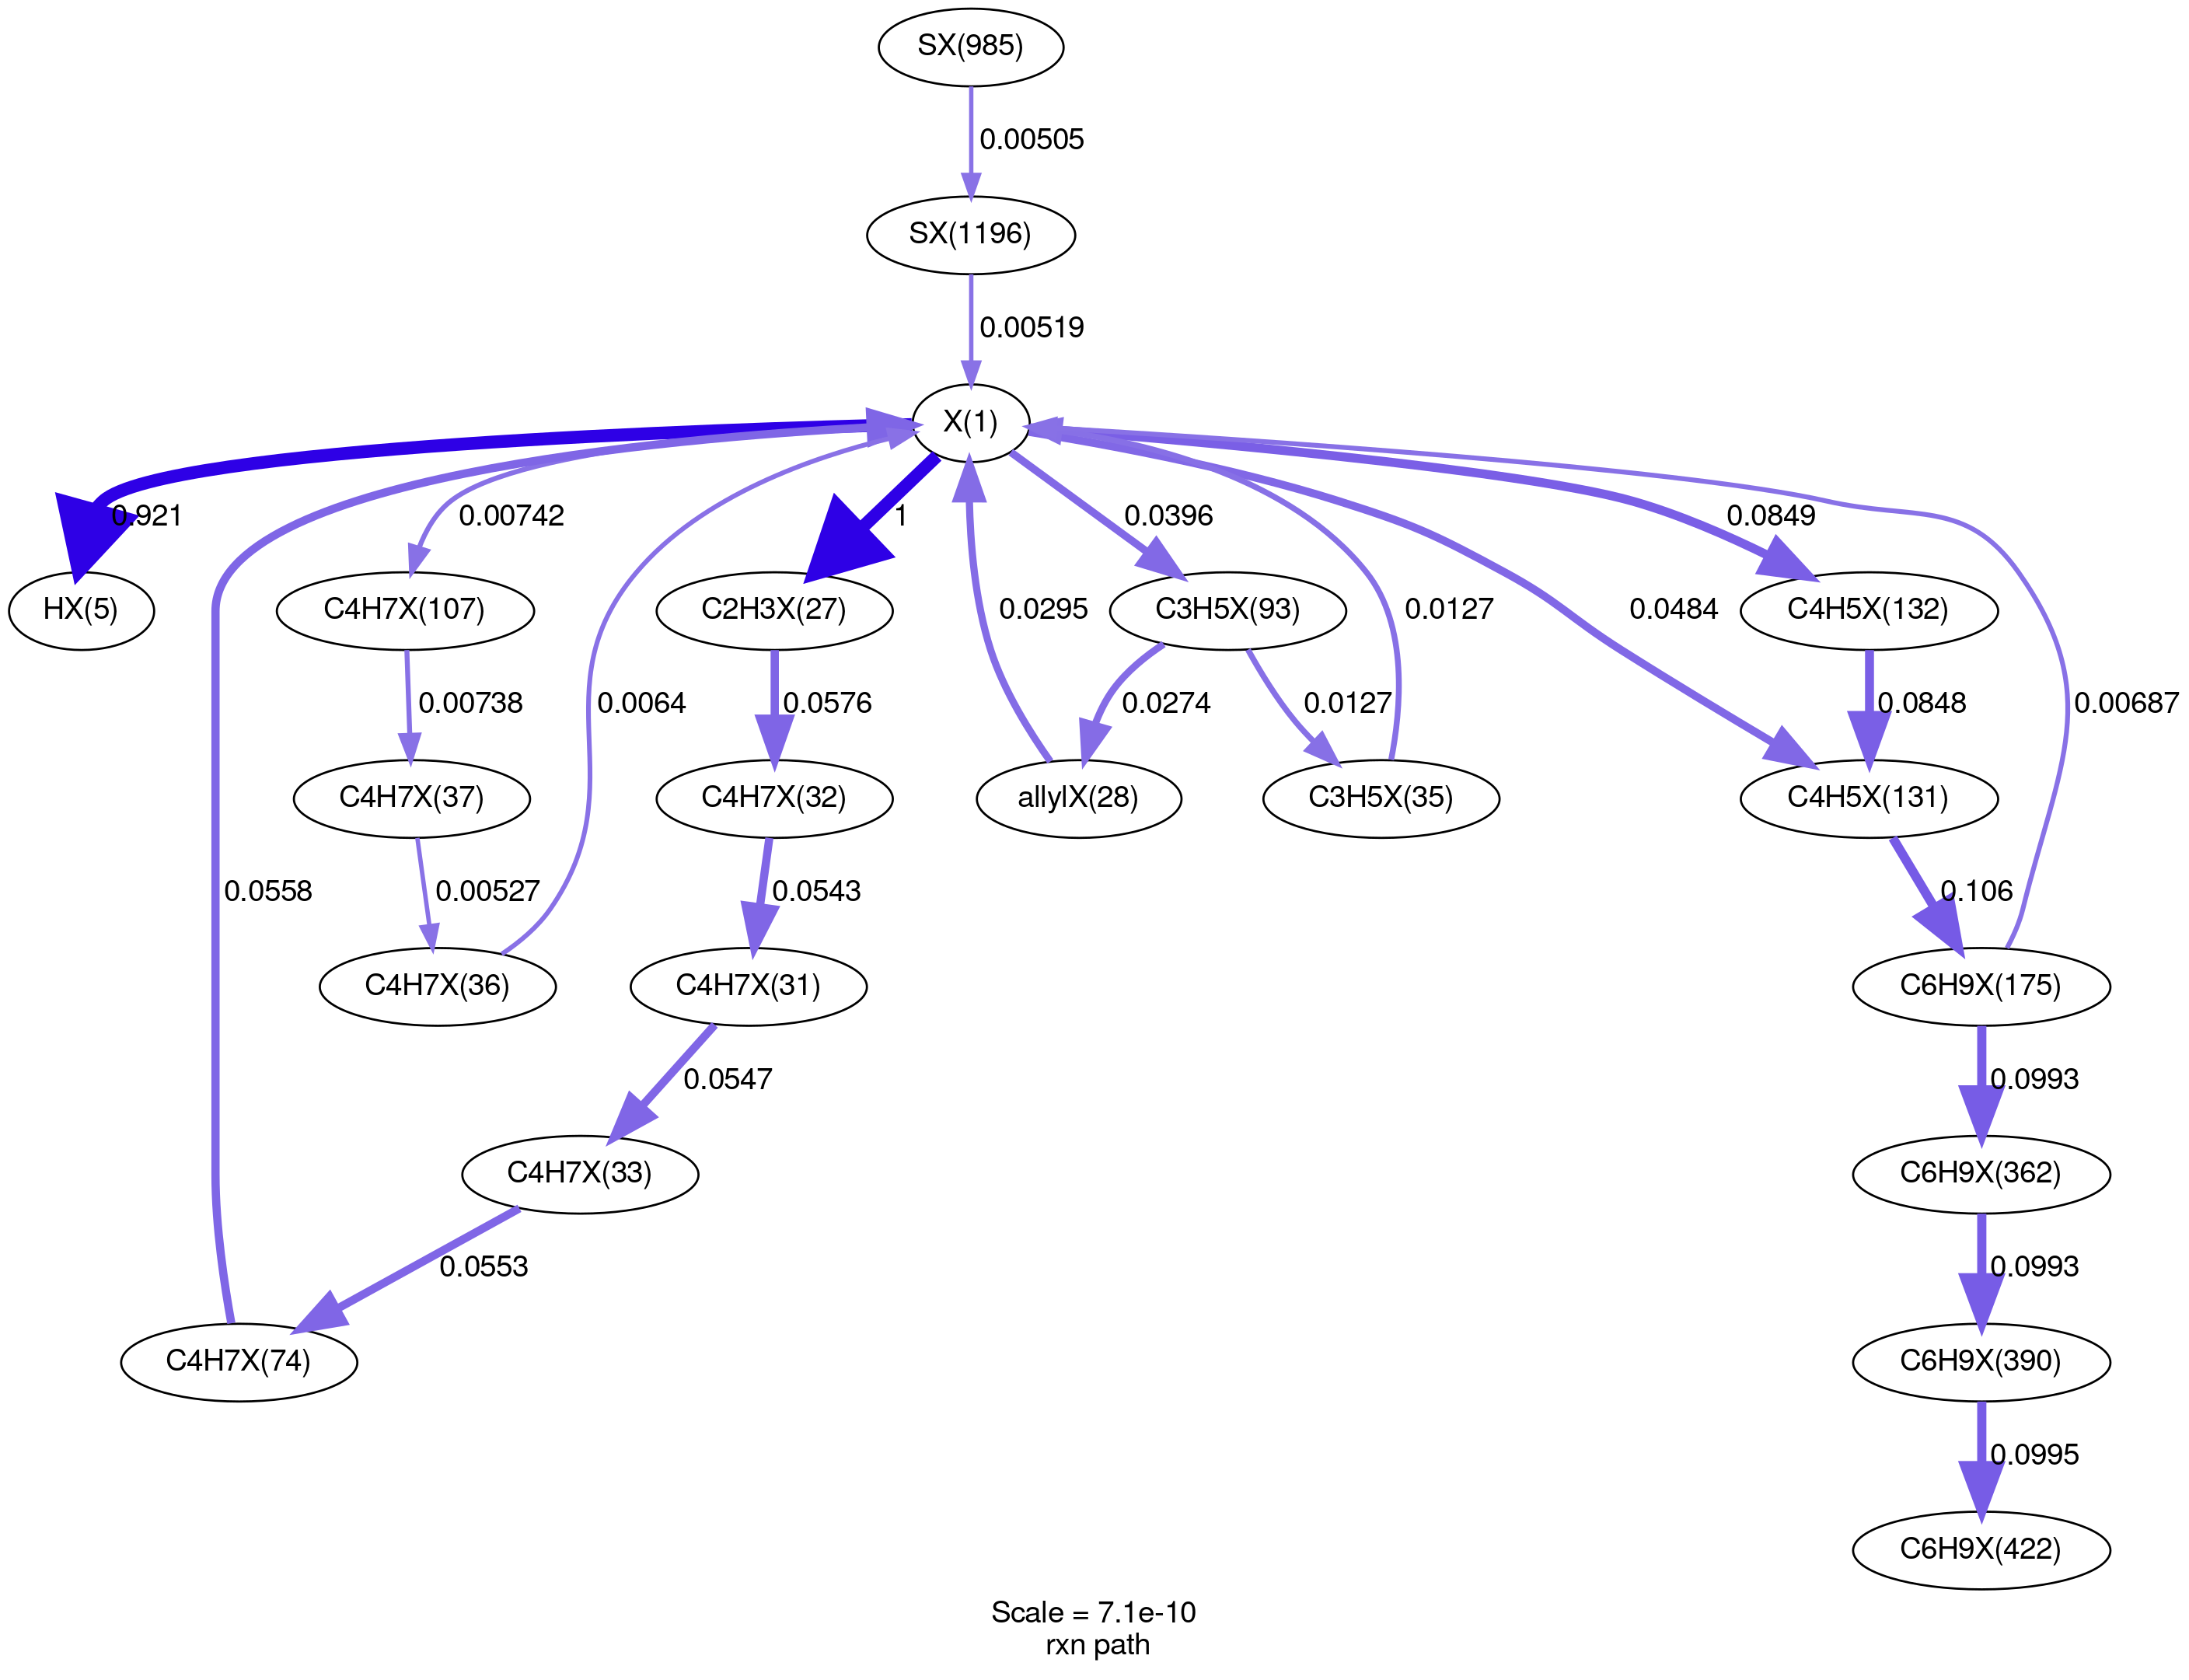 SX(985)
0.00505
SX(1196)
0.00519
X(1)
0.921
0.00742
1
0.0396
0.0849
HX(5)
C4H7X(107)
C2H3X(27)
0.0295
C3H5X(93)
0.0127
0.0484
C4H5X(132)
0.00738
0.0064
0.0576
0.0274
0.0127
0.0848
0.00687
C4H7X(37)
C4H7X(32)
allylX(28)
C3H5X(35)
C4H5X(131)
0.0558
0.00527
0.0543
0.106
C4H7X(36)
C4H7X(31)
C6H9X(175)
0.0547
0.0993
C4H7X(33)
C6H9X(362)
0.0553
0.0993
C4H7X(74)
C6H9X(390)
0.0995
C6H9X(422)
Scale = 7.1e-10
rxn path